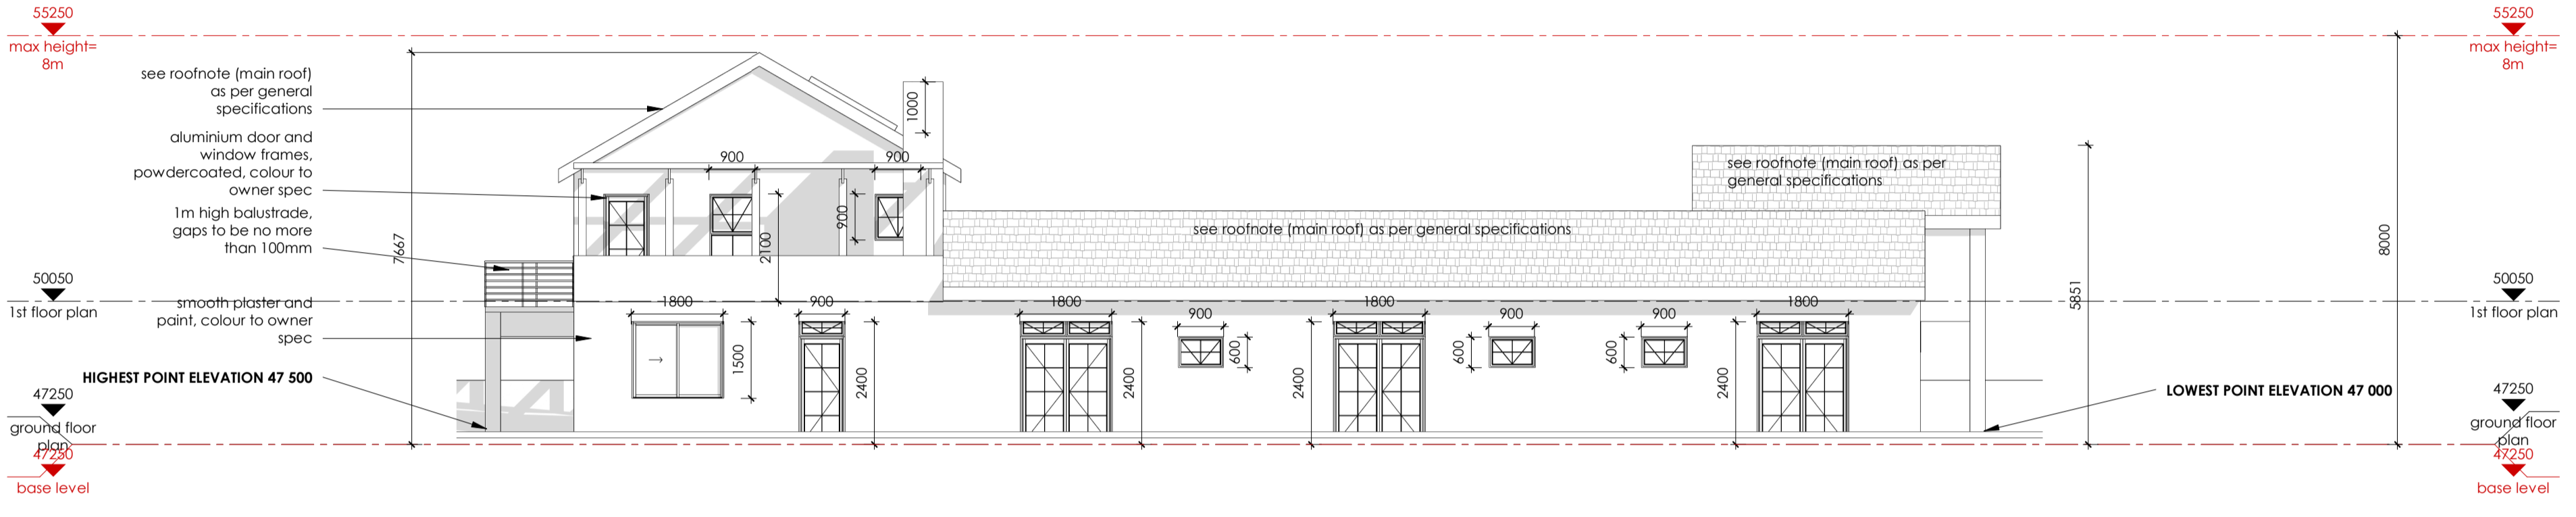 55250
max height=
8m
see roofnote (main roof)
as per general
specifications
aluminium door and
window frames,
powdercoated, colour to
owner spec
1m high balustrade,
gaps to be no more
than 100mm
50050
1st floor plan
smooth plaster and
paint, colour to owner
spec
HIGHEST POINT ELEVATION 47 500
47250
ground floor
plan
47250
base level
7667
1000
900
900
900
2100
see roofnote (main roof) as per general specifications
see roofnote (main roof) as per
general specifications
1800
900
1800
1800
1800
900
900
900
1500
2400
2400
600
2400
600
600
2400
5851
8000
55250
max height=
8m
50050
1st floor plan
LOWEST POINT ELEVATION 47 000
47250
ground floor
plan
47250
base level